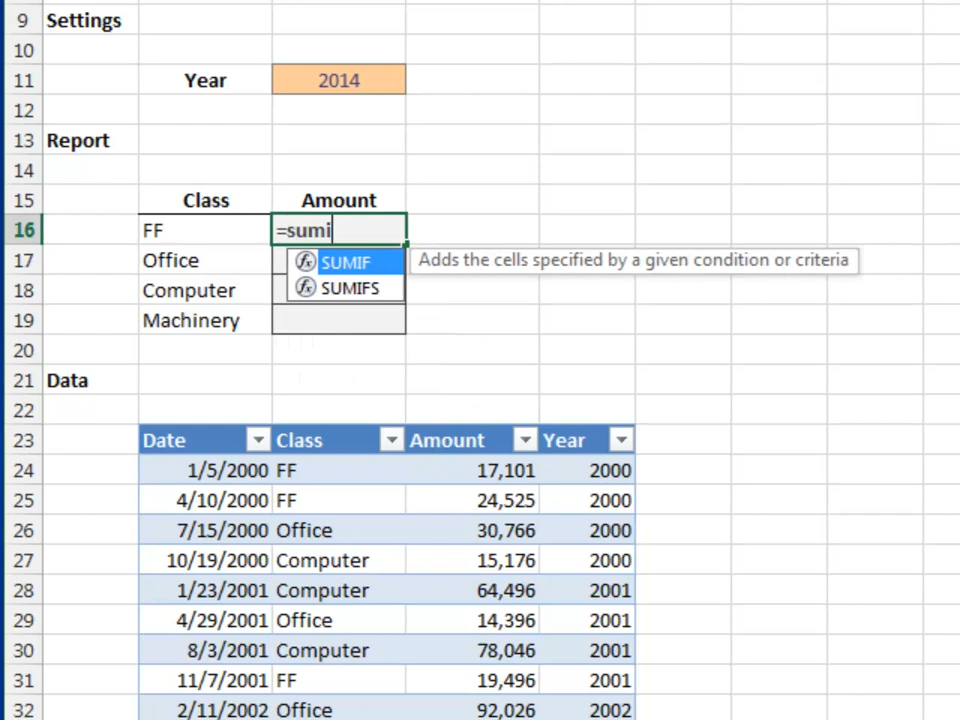 9 Settings
10
11 Year 2014
12
13 Report
14
15 Class Amount
16 FF =sumi
17 Office SUMIF Adds the cells specified by a given condition or criteria
18 Computer SUMIFS
19 Machinery
20
21 Data
22
23 Date Class Amount Year
24 1/5/2000 FF 17,101 2000
25 4/10/2000 FF 24,525 2000
26 7/15/2000 Office 30,766 2000
27 10/19/2000 Computer 15,176 2000
28 1/23/2001 Computer 64,496 2001
29 4/29/2001 Office 14,396 2001
30 8/3/2001 Computer 78,046 2001
31 11/7/2001 FF 19,496 2001
32 2/11/2002 Office 92,026 2002